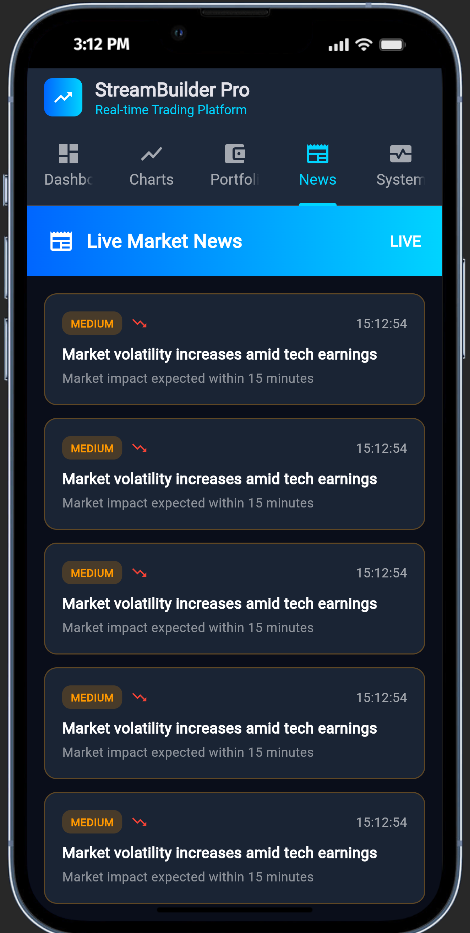 3:12 PM
StreamBuilder Pro
Real-time Trading Platform
Dashbc
Charts
Portfoli
News
System
Live Market News
LIVE
MEDIUM
15:12:54
Market volatility increases amid tech earnings
Market impact expected within 15 minutes
MEDIUM
15:12:54
Market volatility increases amid tech earnings
Market impact expected within 15 minutes
MEDIUM
15:12:54
Market volatility increases amid tech earnings
Market impact expected within 15 minutes
MEDIUM
15:12:54
Market volatility increases amid tech earnings
Market impact expected within 15 minutes
MEDIUM
15:12:54
Market volatility increases amid tech earnings
Market impact expected within 15 minutes